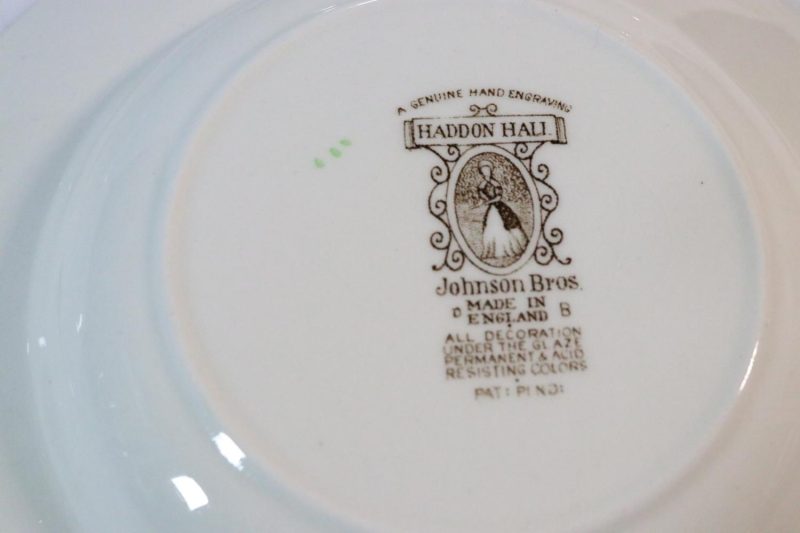 A GENUINE HAND ENGRAVING
HADDON HALL
Johnson Bros.
MADE IN
ENGLAND B
ALL DECORATION
UNDER THE GLAZE
PERMANENT & ACID
RESISTING COLORS
PAT: